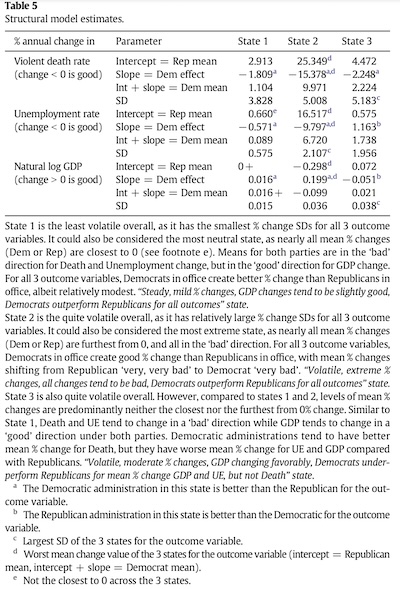 Table 5
Structural model estimates.
% annual change in Parameter State 1 State 2 State 3
Violent death rate Intercept = Rep mean 2.913 25.349d 4.472
(change < 0 is good) Slope = Dem effect −1.809a −15.378a,d −2.248a
Int + slope = Dem mean 1.104 9.971 2.224
SD 3.828 5.008 5.183c
Unemployment rate Intercept = Rep mean 0.660e 16.517d 0.575
(change < 0 is good) Slope = Dem effect −0.571a −9.797a,d 1.163b
Int + slope = Dem mean 0.089 6.720 1.738
SD 0.575 2.107c 1.956
Natural log GDP Intercept = Rep mean 0+ −0.298d 0.072
(change > 0 is good) Slope = Dem effect 0.016a 0.199a,d −0.051b
Int + slope = Dem mean 0.016+ −0.099 0.021
SD 0.015 0.036 0.038c
State 1 is the least volatile overall, as it has the smallest % change SDs for all 3 outcome
variables. It could also be considered the most neutral state, as nearly all mean % changes
(Dem or Rep) are closest to 0 (see footnote e). Means for both parties are in the ‘bad’
direction for Death and Unemployment change, but in the ‘good’ direction for GDP change.
For all 3 outcome variables, Democrats in office create better % change than Republicans in
office, albeit relatively modest. “Steady, mild % changes, GDP changes tend to be slightly good,
Democrats outperform Republicans for all outcomes” state.
State 2 is the quite volatile overall, as it has relatively large % change SDs for all 3 outcome
variables. It could also be considered the most extreme state, as nearly all mean % changes
(Dem or Rep) are furthest from 0, and all in the ‘bad’ direction. For all 3 outcome variables,
Democrats in office create good % change than Republicans in office, with mean % changes
shifting from Republican ‘very, very bad’ to Democrat ‘very bad’. “Volatile, extreme %
changes, all changes tend to be bad, Democrats outperform Republicans for all outcomes” state.
State 3 is also quite volatile overall. However, compared to states 1 and 2, levels of mean %
changes are predominantly neither the closest nor the furthest from 0% change. Similar to
State 1, Death and UE tend to change in a ‘bad’ direction while GDP tends to change in a
‘good’ direction under both parties. Democratic administrations tend to have better
mean % change for Death, but they have worse mean % change for UE and GDP compared
with Republicans. “Volatile, moderate % changes, GDP changing favorably, Democrats under-
perform Republicans for mean % change GDP and UE, but not Death” state.
a The Democratic administration in this state is better than the Republican for the out-
come variable.
b The Republican administration in this state is better than the Democratic for the outcome
variable.
c Largest SD of the 3 states for the outcome variable.
d Worst mean change value of the 3 states for the outcome variable (intercept = Republican
mean, intercept + slope = Democrat mean).
e Not the closest to 0 across the 3 states.